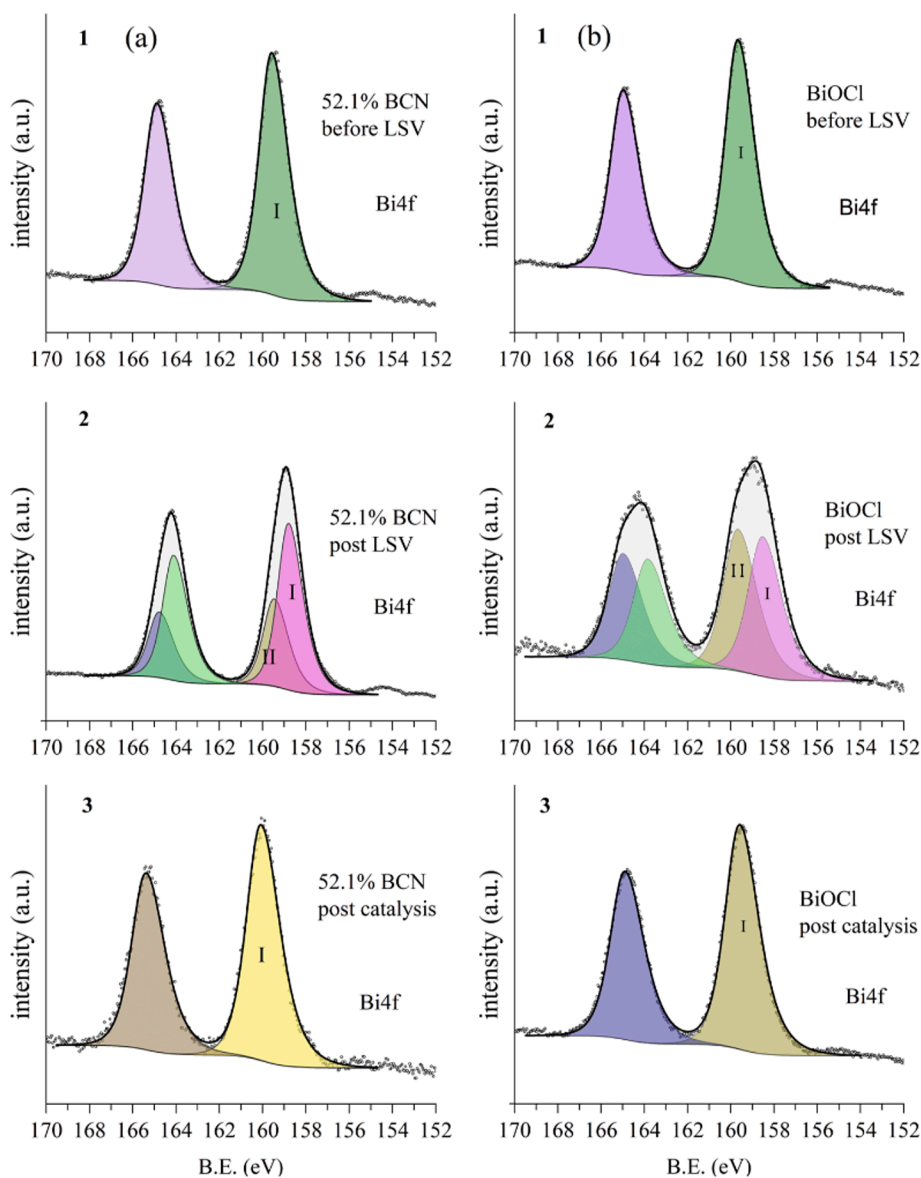 1 (a)
52.1% BCN
before LSV
Bi4f
I
intensity (a.u.)
170 168 166 164 162 160 158 156 154 152
1 (b)
BiOCl
before LSV
Bi4f
I
intensity (a.u.)
170 168 166 164 162 160 158 156 154 152
2
52.1% BCN
post LSV
Bi4f
I
II
intensity (a.u.)
170 168 166 164 162 160 158 156 154 152
2
BiOCl
post LSV
Bi4f
II
I
intensity (a.u.)
170 168 166 164 162 160 158 156 154 152
3
52.1% BCN
post catalysis
Bi4f
I
intensity (a.u.)
170 168 166 164 162 160 158 156 154 152
B.E. (eV)
3
BiOCl
post catalysis
Bi4f
I
intensity (a.u.)
170 168 166 164 162 160 158 156 154 152
B.E. (eV)